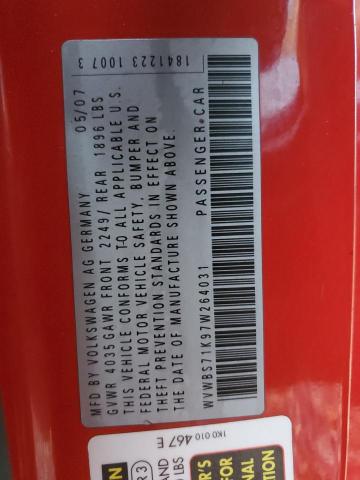 MFD BY VOLKSWAGEN AG GERMANY 05/07
GVWR 4035 GAWR FRONT 2249/ REAR 1896 LBS
THIS VEHICLE CONFORMS TO ALL APPLICABLE U.S.
FEDERAL MOTOR VEHICLE SAFETY, BUMPER AND
THEFT PREVENTION STANDARDS IN EFFECT ON
THE DATE OF MANUFACTURE SHOWN ABOVE.
WVWBS71K97W264031 PASSENGER CAR
1841223 1007 3
1K0 010 467 E